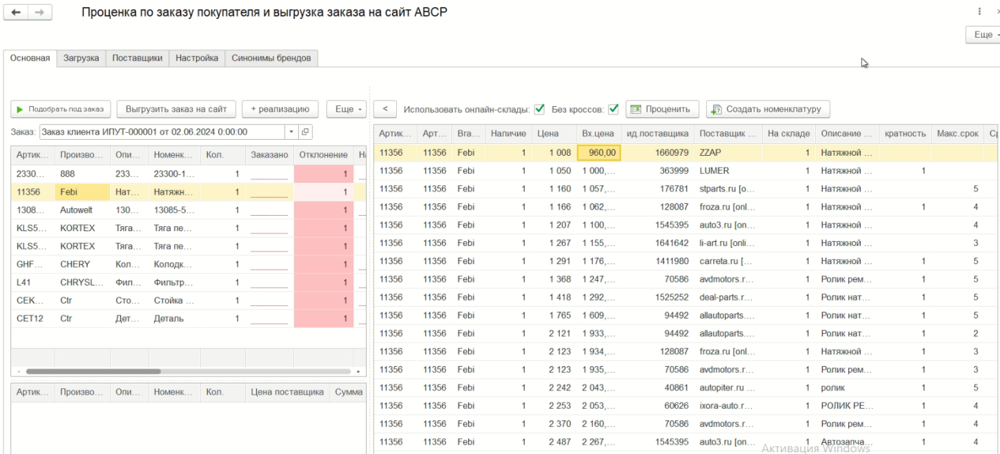 Проценка по заказу покупателя и выгрузка заказа на сайт ABCP
Еще
Основная Загрузка Поставщики Настройка Синонимы брендов
Подобрать под заказ Выгрузить заказ на сайт + реализацию Еще
< Использовать онлайн-склады: Без кроссов: Проценить Создать номенклатуру
Заказ: Заказ клиента ИПУТ-000001 от 02.06.2024 0:00:00
Артик... Произво... Опи... Номенк... Кол. Заказано Отклонение На
2330... 888 233... 23300-1... 1 1
11356 Febi Нат... Натяжн... 1 1
1308... Autowelt 130... 13085-5... 1 1
KLS5... KORTEX Тяга... Тяга пе... 1 1
KLS5... KORTEX Тяга... Тяга пе... 1 1
GHF... CHERY Кол... Колодк... 1 1
L41 CHRYSL... Фил... Фильтр... 1 1
CEK... Ctr Сто... Стойка ... 1 1
CET12 Ctr Дет... Деталь 1 1
Артик... Произво... Опи... Номенк... Кол. Цена поставщика Сумма
Артик... Арт... Bra... Наличие Цена Вх.цена ид.поставщика Поставщик ... На складе Описание ... кратность Макс.срок
11356 11356 Febi 1 1 008 960,00 1660979 ZZAP 1 Натяжной ...
11356 11356 Febi 1 1 050 1 000,... 363999 LUMER 1 Натяжной ... 1
11356 11356 Febi 1 1 160 1 057,... 176781 stparts.ru [o... 1 Натяжной ... 5
11356 11356 Febi 1 1 166 1 062,... 128087 froza.ru [onl... 1 Натяжной ... 1 4
11356 11356 Febi 1 1 207 1 100,... 1545395 auto3.ru [on... 1 Натяжной ... 4
11356 11356 Febi 1 1 267 1 155,... 1641642 li-art.ru [onli... 1 Натяжной ... 3
11356 11356 Febi 1 1 291 1 176,... 1411980 carreta.ru [... 1 Натяжной ... 1 5
11356 11356 Febi 1 1 368 1 247,... 70586 avdmotors.r... 1 Ролик рем... 1 5
11356 11356 Febi 1 1 418 1 292,... 1525252 deal-parts.r... 1 Ролик нат... 1 5
11356 11356 Febi 1 1 765 1 609,... 94492 allautoparts.... 1 Ролик нат... 1 5
11356 11356 Febi 1 2 121 1 933,... 94492 allautoparts.... 1 Ролик нат... 1 2
11356 11356 Febi 1 2 123 1 934,... 128087 froza.ru [onl... 1 Натяжной ... 1 3
11356 11356 Febi 1 2 123 1 935,... 70586 avdmotors.r... 1 Ролик рем... 1 3
11356 11356 Febi 1 2 242 2 043,... 40861 autopiter.ru ... 1 ролик 1 5
11356 11356 Febi 1 2 253 2 053,... 60626 ixora-auto.r... 1 РОЛИК РЕ... 1 4
11356 11356 Febi 1 2 370 2 160,... 70586 avdmotors.r... 1 Ролик рем... 1 4
11356 11356 Febi 1 2 487 2 267,... 1545395 auto3.ru [on... 1 Автозапча... 1 4
Активация Windows